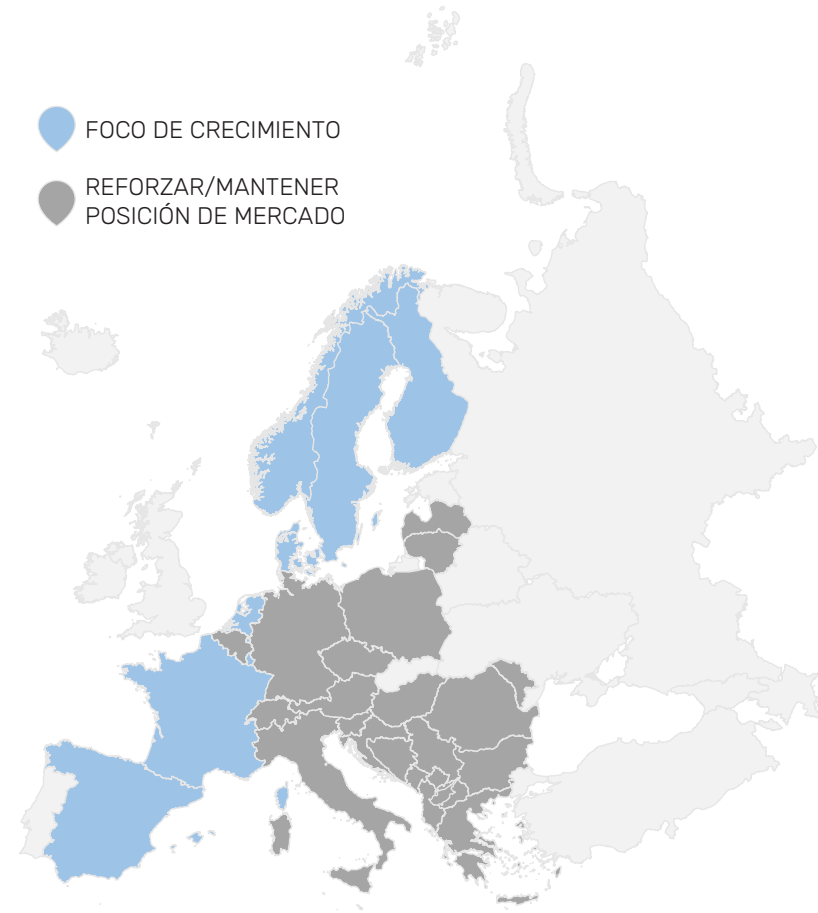 FOCO DE CRECIMIENTO
REFORZAR/MANTENER
POSICIÓN DE MERCADO